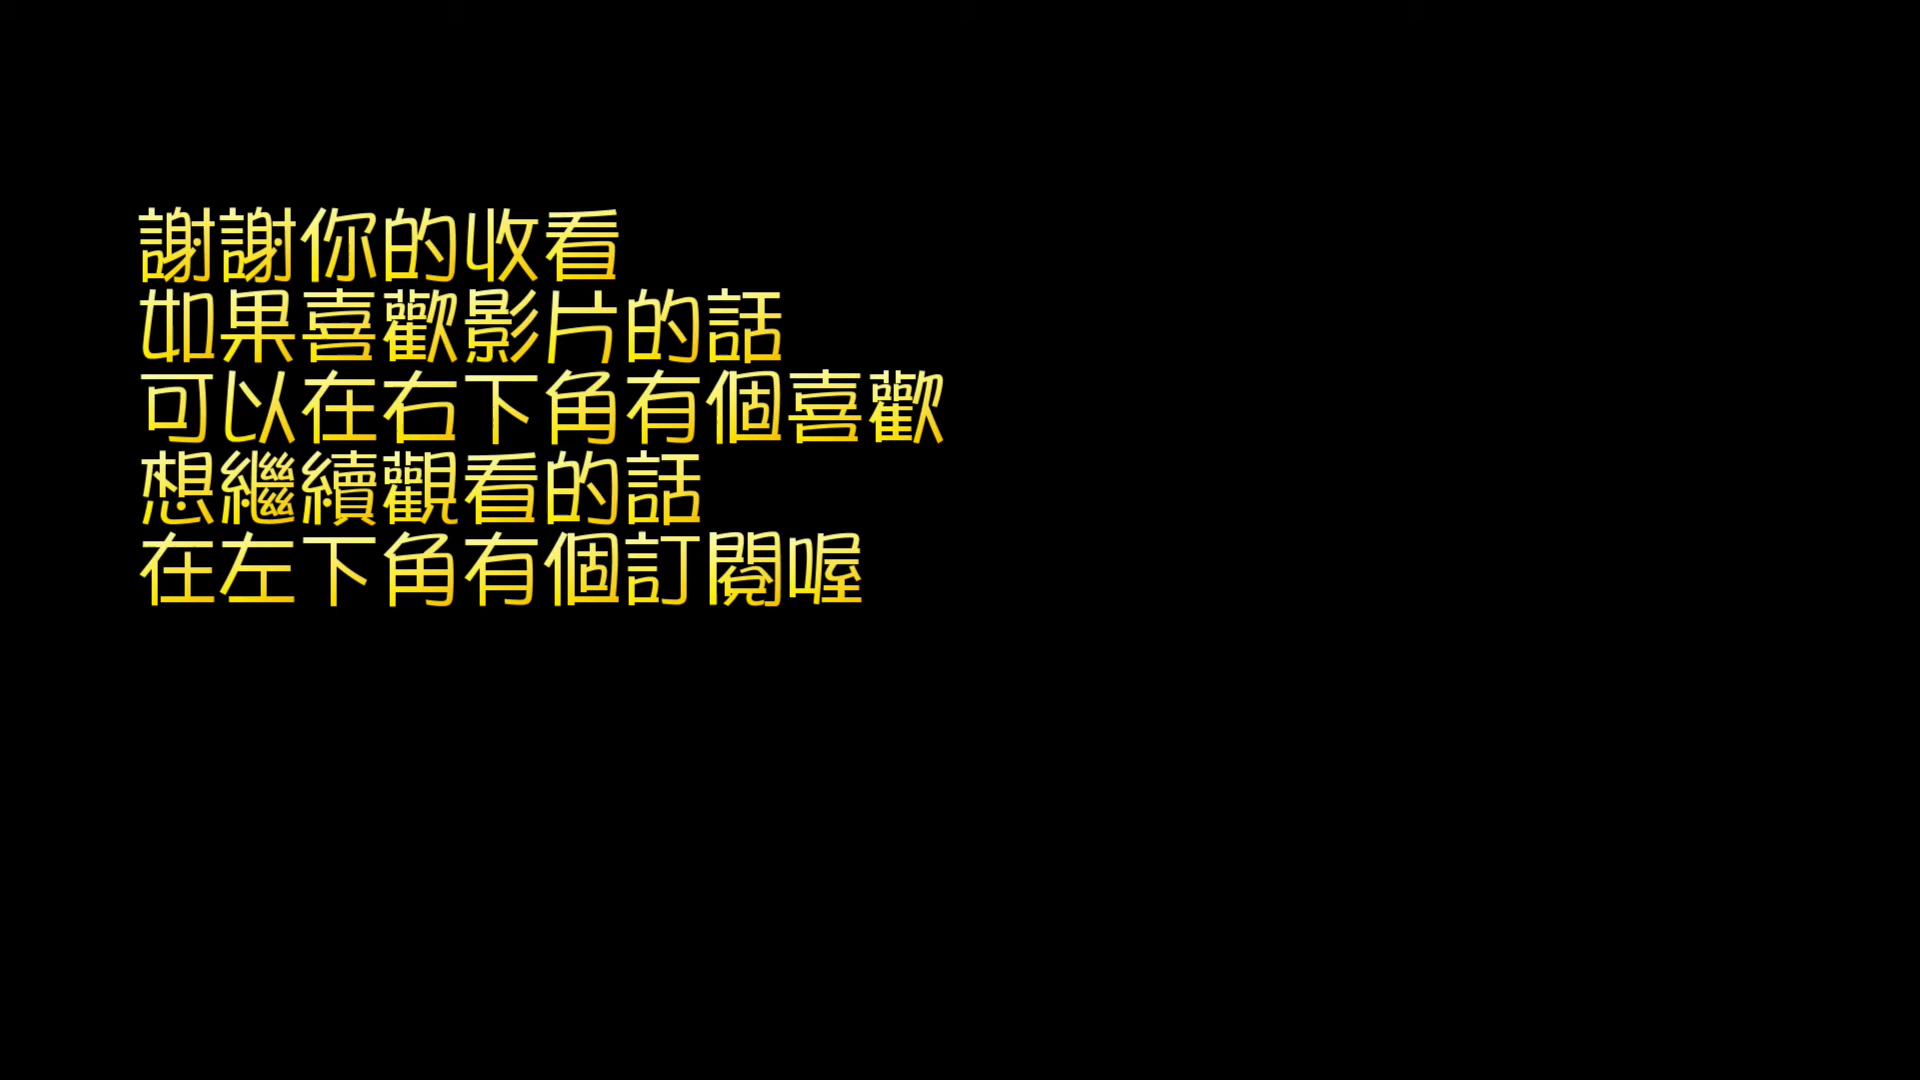 謝謝你的收看
如果喜歡影片的話
可以在右下角有個喜歡
想繼續觀看的話
在左下角有個訂閱喔